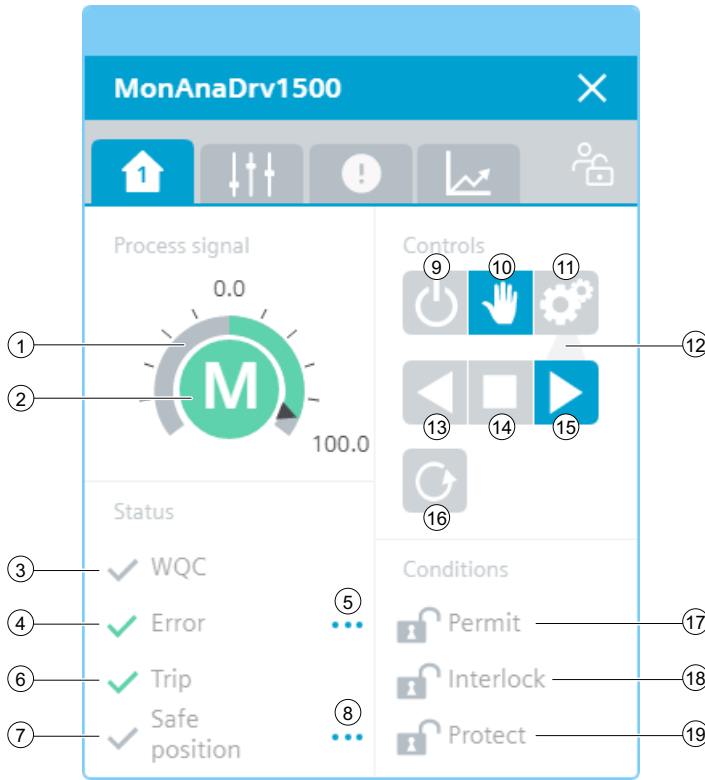 MonAnaDrv1500
1
!
Process signal
Controls
9
10
11
0.0
1
12
2
M
13
14
15
100.0
16
Status
3
WQC
Conditions
4
Error
5
Permit
17
6
Trip
Interlock
18
7
Safe
position
8
Protect
19